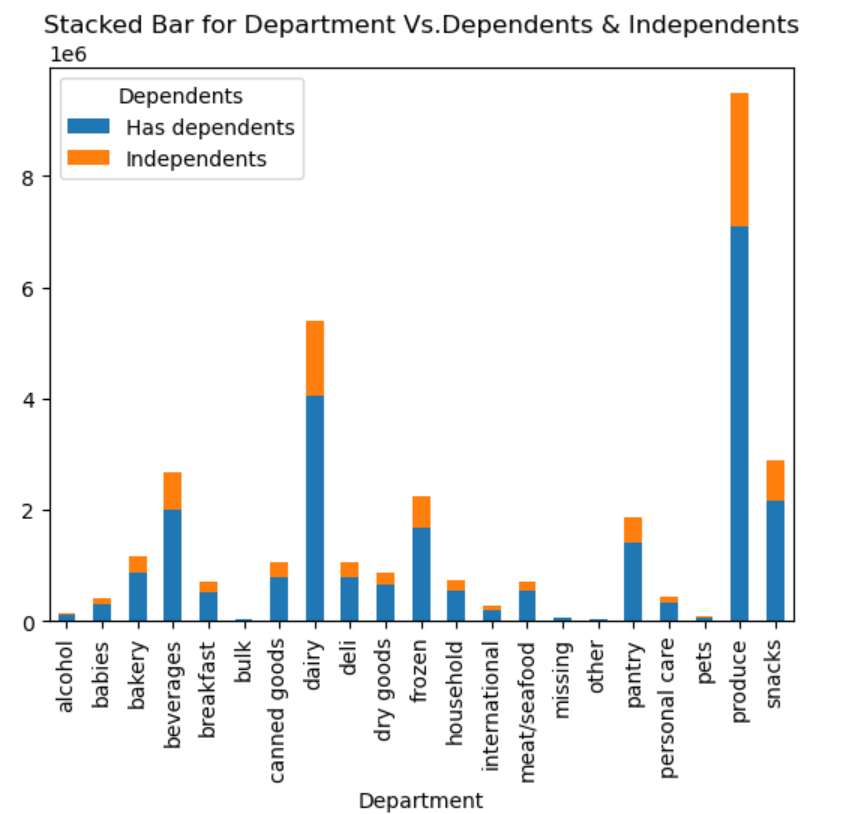 Stacked Bar for Department Vs.Dependents & Independents
1e6
Dependents
Has dependents
Independents
8
6
4
2
0
alcohol
babies
bakery
beverages
breakfast
bulk
canned goods
dairy
deli
dry goods
frozen
household
international
meat/seafood
missing
other
pantry
personal care
pets
produce
snacks
Department